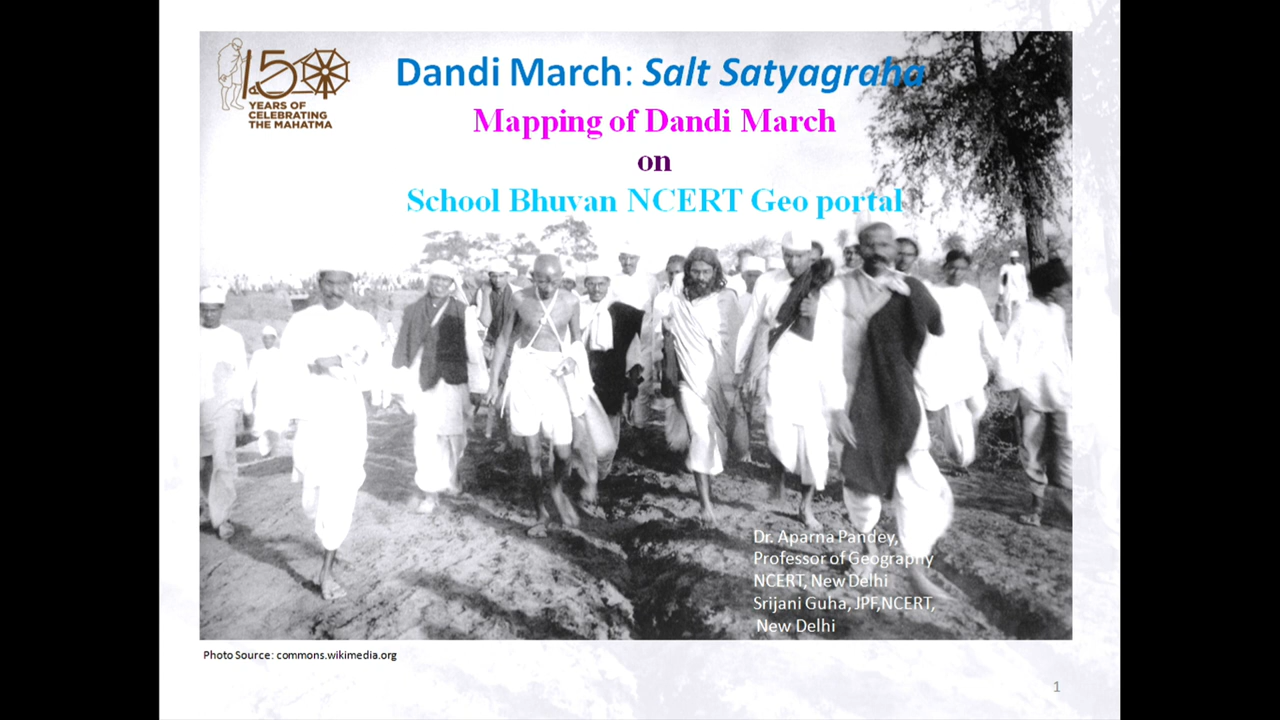 150
YEARS OF
CELEBRATING
THE MAHATMA
Dandi March: Salt Satyagraha
Mapping of Dandi March
on
School Bhuvan NCERT Geo portal
Dr. Aparna Pandey,
Professor of Geography
NCERT, New Delhi
Srijani Guha, JPF,NCERT,
New Delhi
Photo Source: commons.wikimedia.org
1